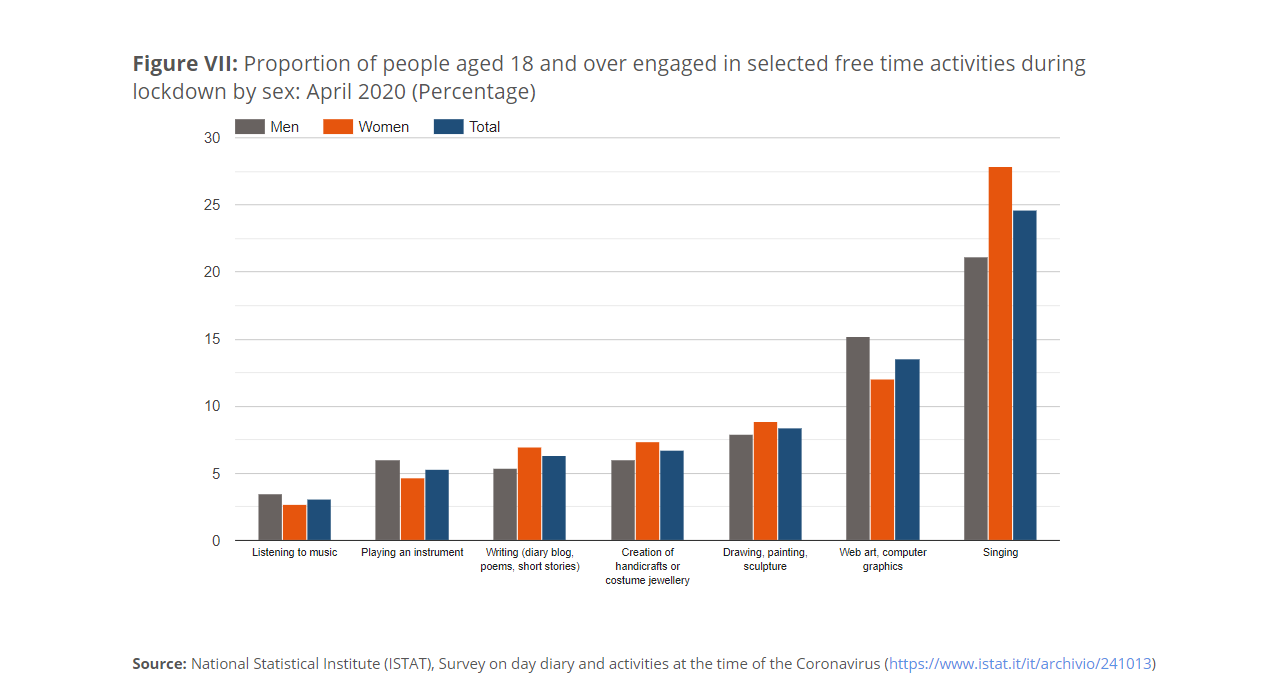 Figure VII: Proportion of people aged 18 and over engaged in selected free time activities during
lockdown by sex: April 2020 (Percentage)
Men Women Total
30
25
20
15
10
5
0
Listening to music
Playing an instrument
Writing (diary blog,
poems, short stories)
Creation of
handicrafts or
costume jewellery
Drawing, painting,
sculpture
Web art, computer
graphics
Singing
Source: National Statistical Institute (ISTAT), Survey on day diary and activities at the time of the Coronavirus (https://www.istat.it/it/archivio/241013)